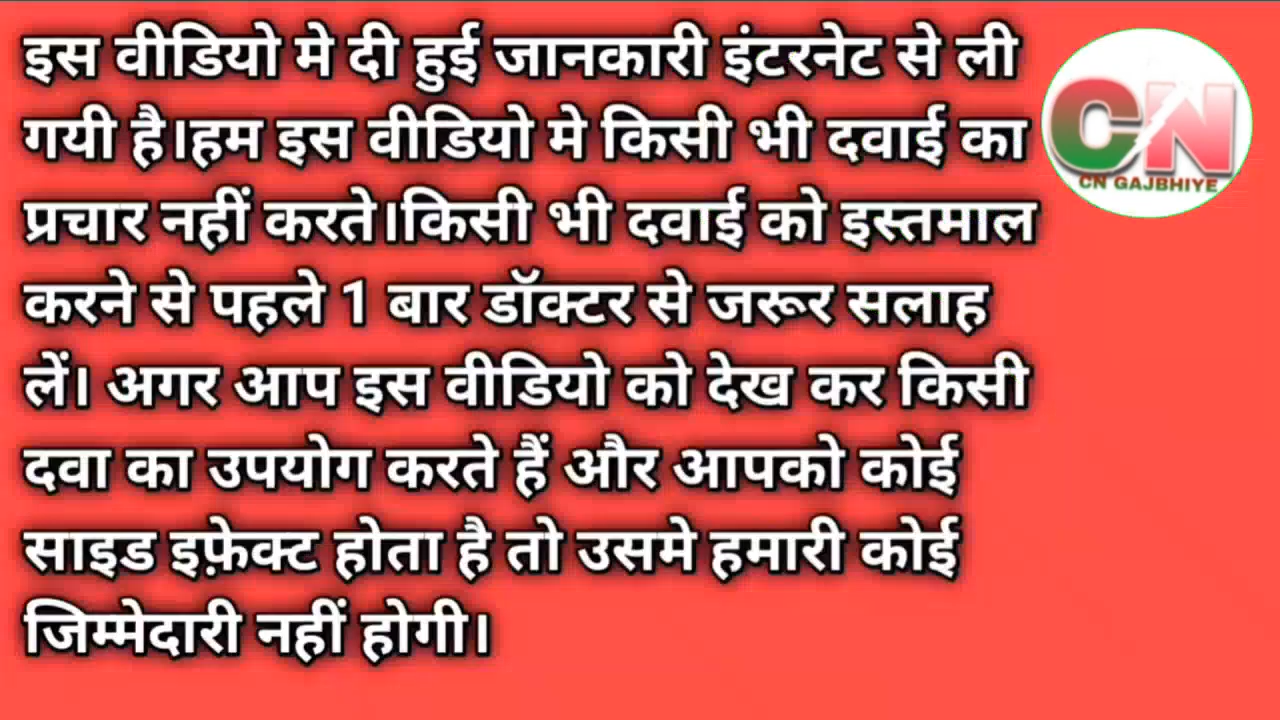 इस वीडियो मे दी हुई जानकारी इंटरनेट से ली
गयी है।हम इस वीडियो मे किसी भी दवाई का
प्रचार नहीं करते।किसी भी दवाई को इस्तमाल
करने से पहले 1 बार डॉक्टर से जरूर सलाह
लें। अगर आप इस वीडियो को देख कर किसी
दवा का उपयोग करते हैं और आपको कोई
साइड इफ़ेक्ट होता है तो उसमे हमारी कोई
जिम्मेदारी नहीं होगी।
CN
CN GAJBHIYE